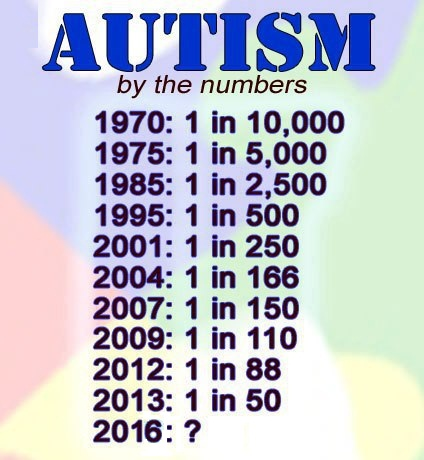 AUTISM
by the numbers
1970: 1 in 10,000
1975: 1 in 5,000
1985: 1 in 2,500
1995: 1 in 500
2001: 1 in 250
2004: 1 in 166
2007: 1 in 150
2009: 1 in 110
2012: 1 in 88
2013: 1 in 50
2016: ?